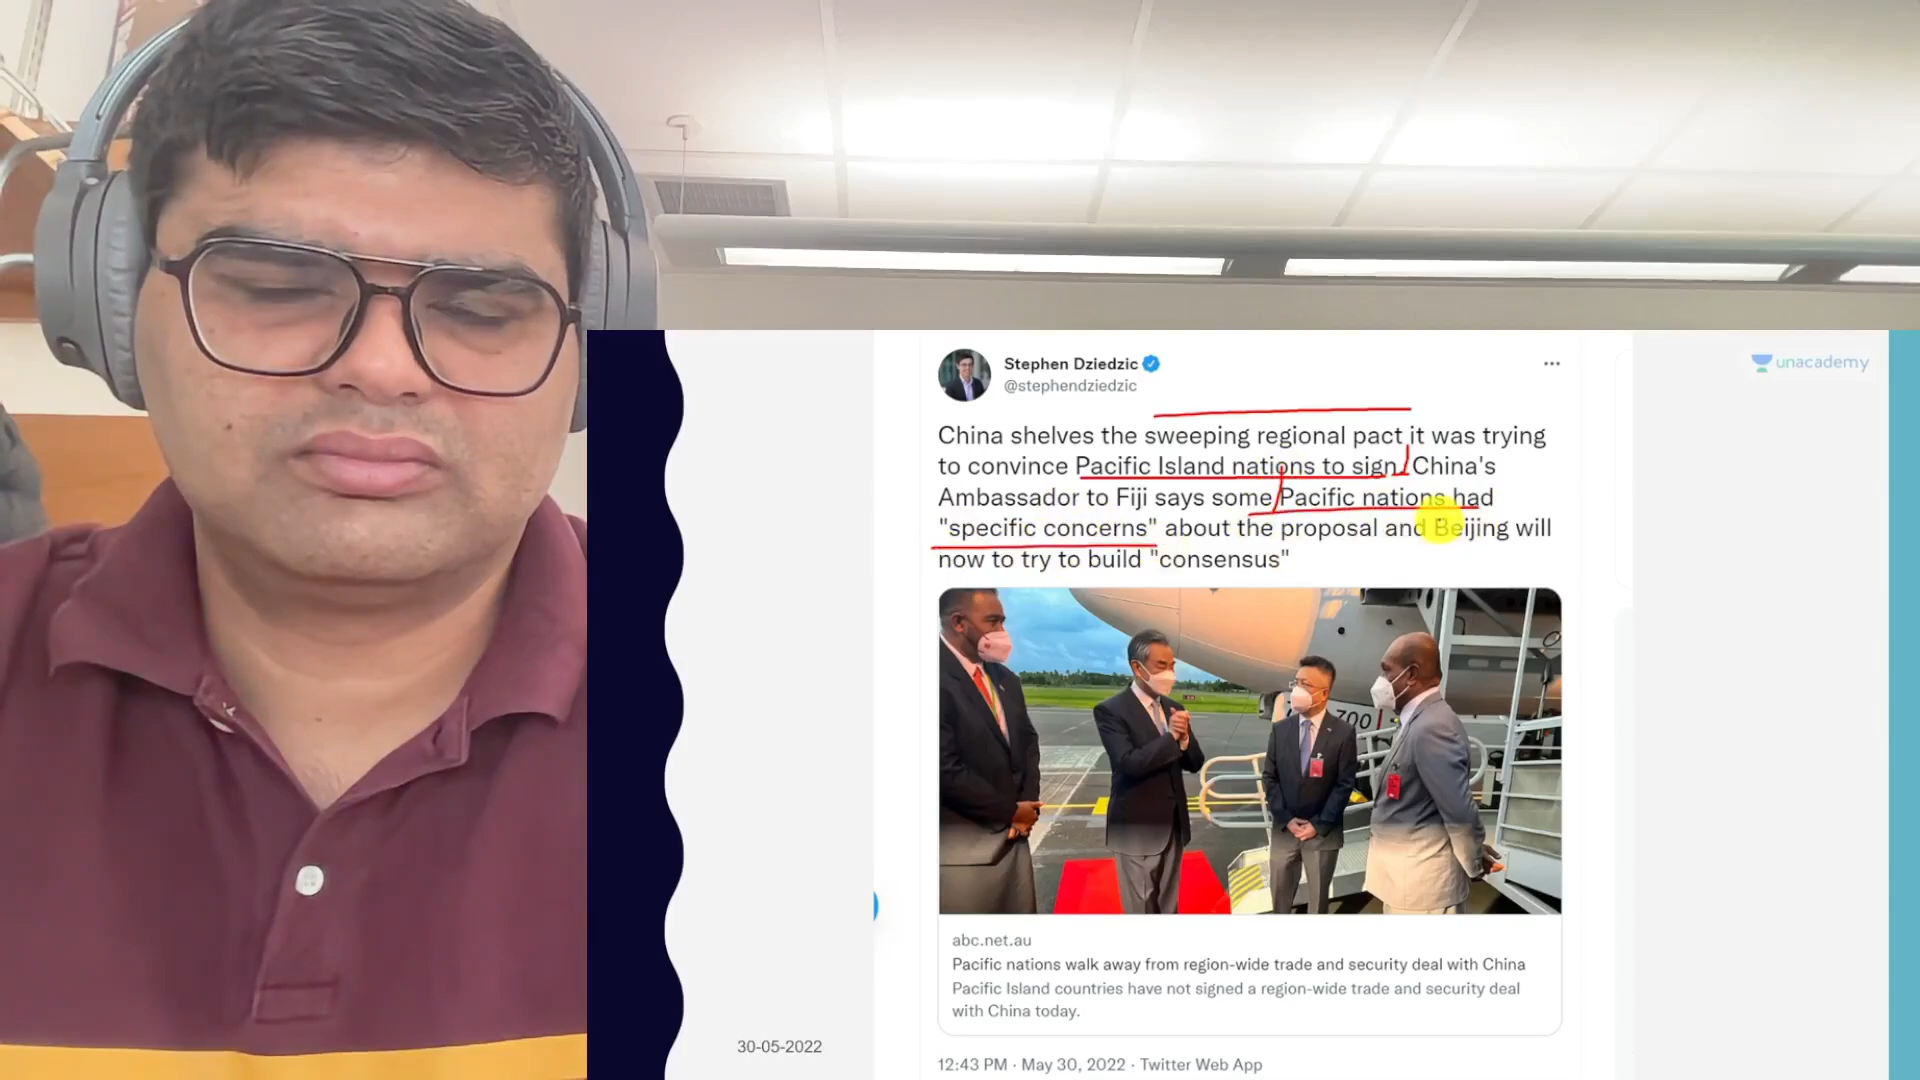 Stephen Dziedzic
@stephendziedzic
unacademy
China shelves the sweeping regional pact it was trying
to convince Pacific Island nations to sign. China's
Ambassador to Fiji says some Pacific nations had
"specific concerns" about the proposal and Beijing will
now to try to build "consensus"
700
abc.net.au
Pacific nations walk away from region-wide trade and security deal with China
Pacific Island countries have not signed a region-wide trade and security deal
with China today.
30-05-2022
12:43 PM · May 30, 2022 · Twitter Web App